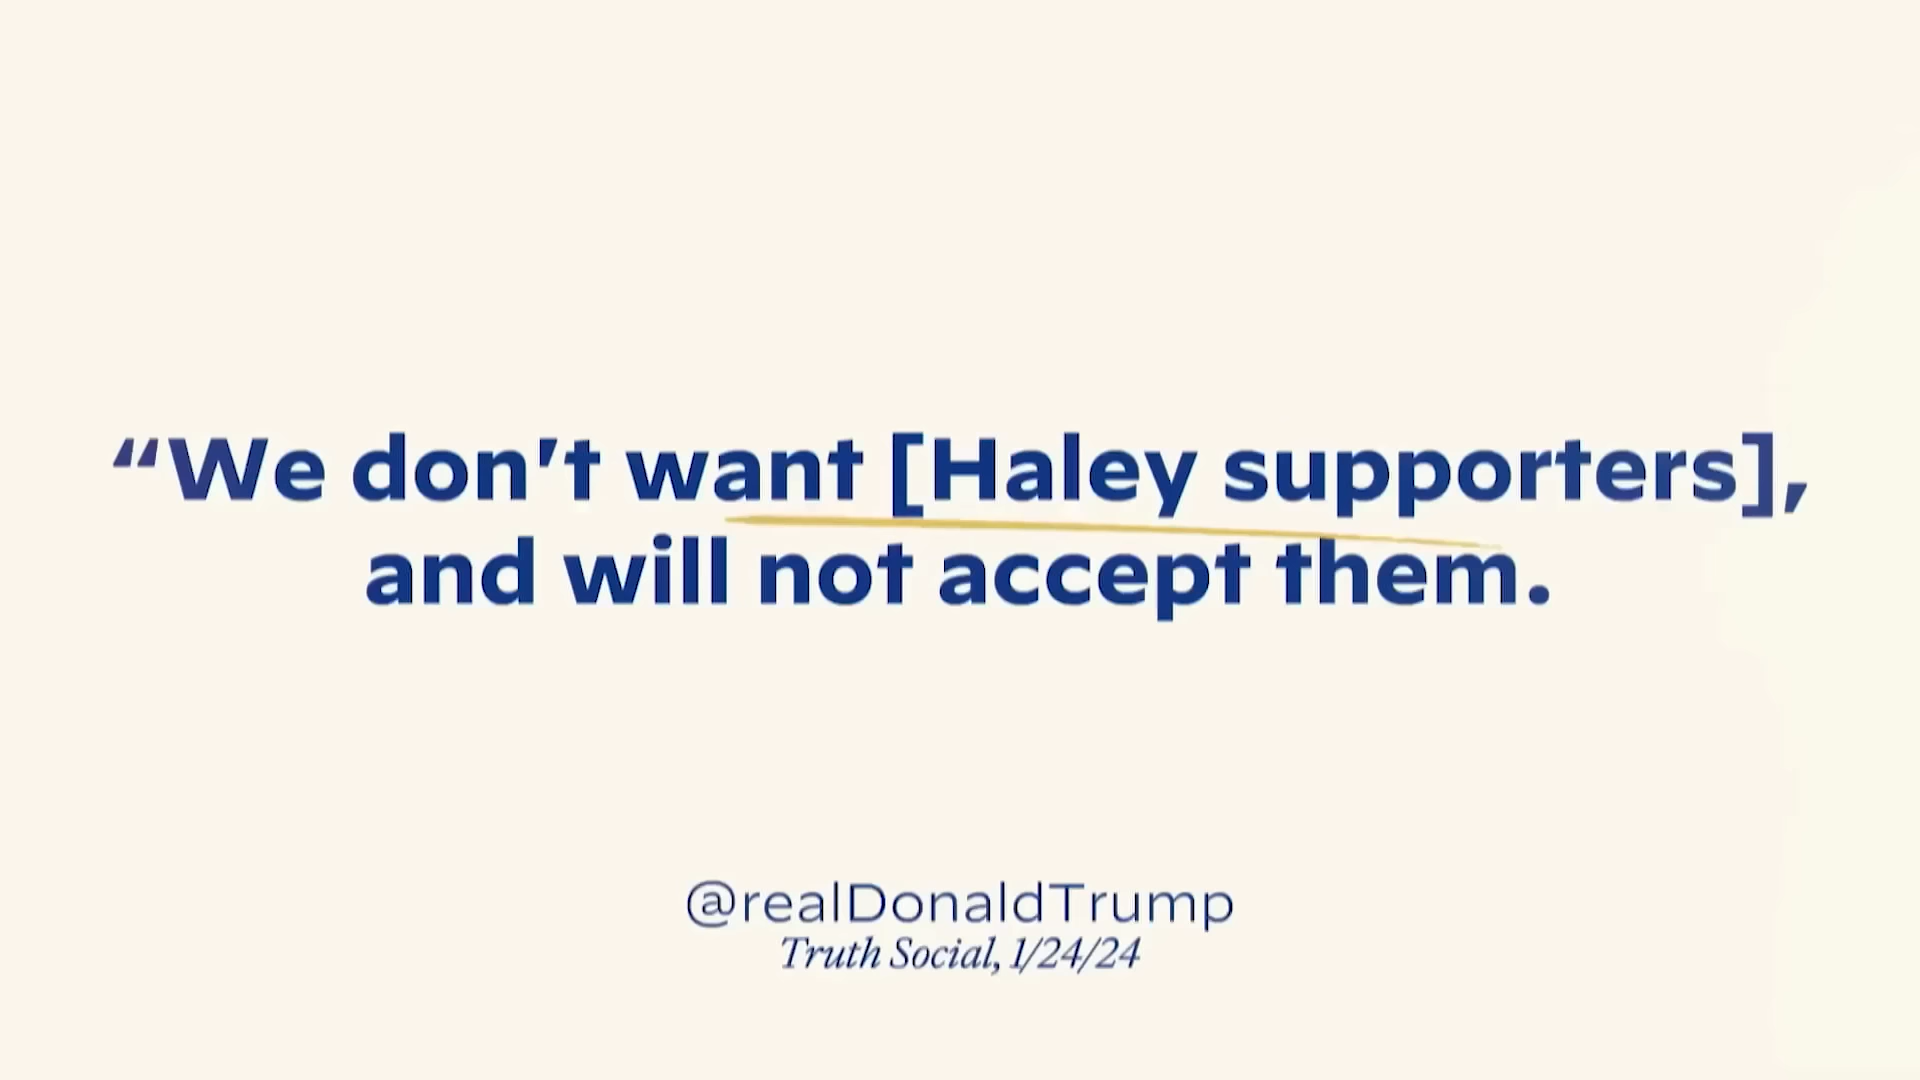 “We don’t want [Haley supporters],
and will not accept them.
@realDonaldTrump
Truth Social, 1/24/24